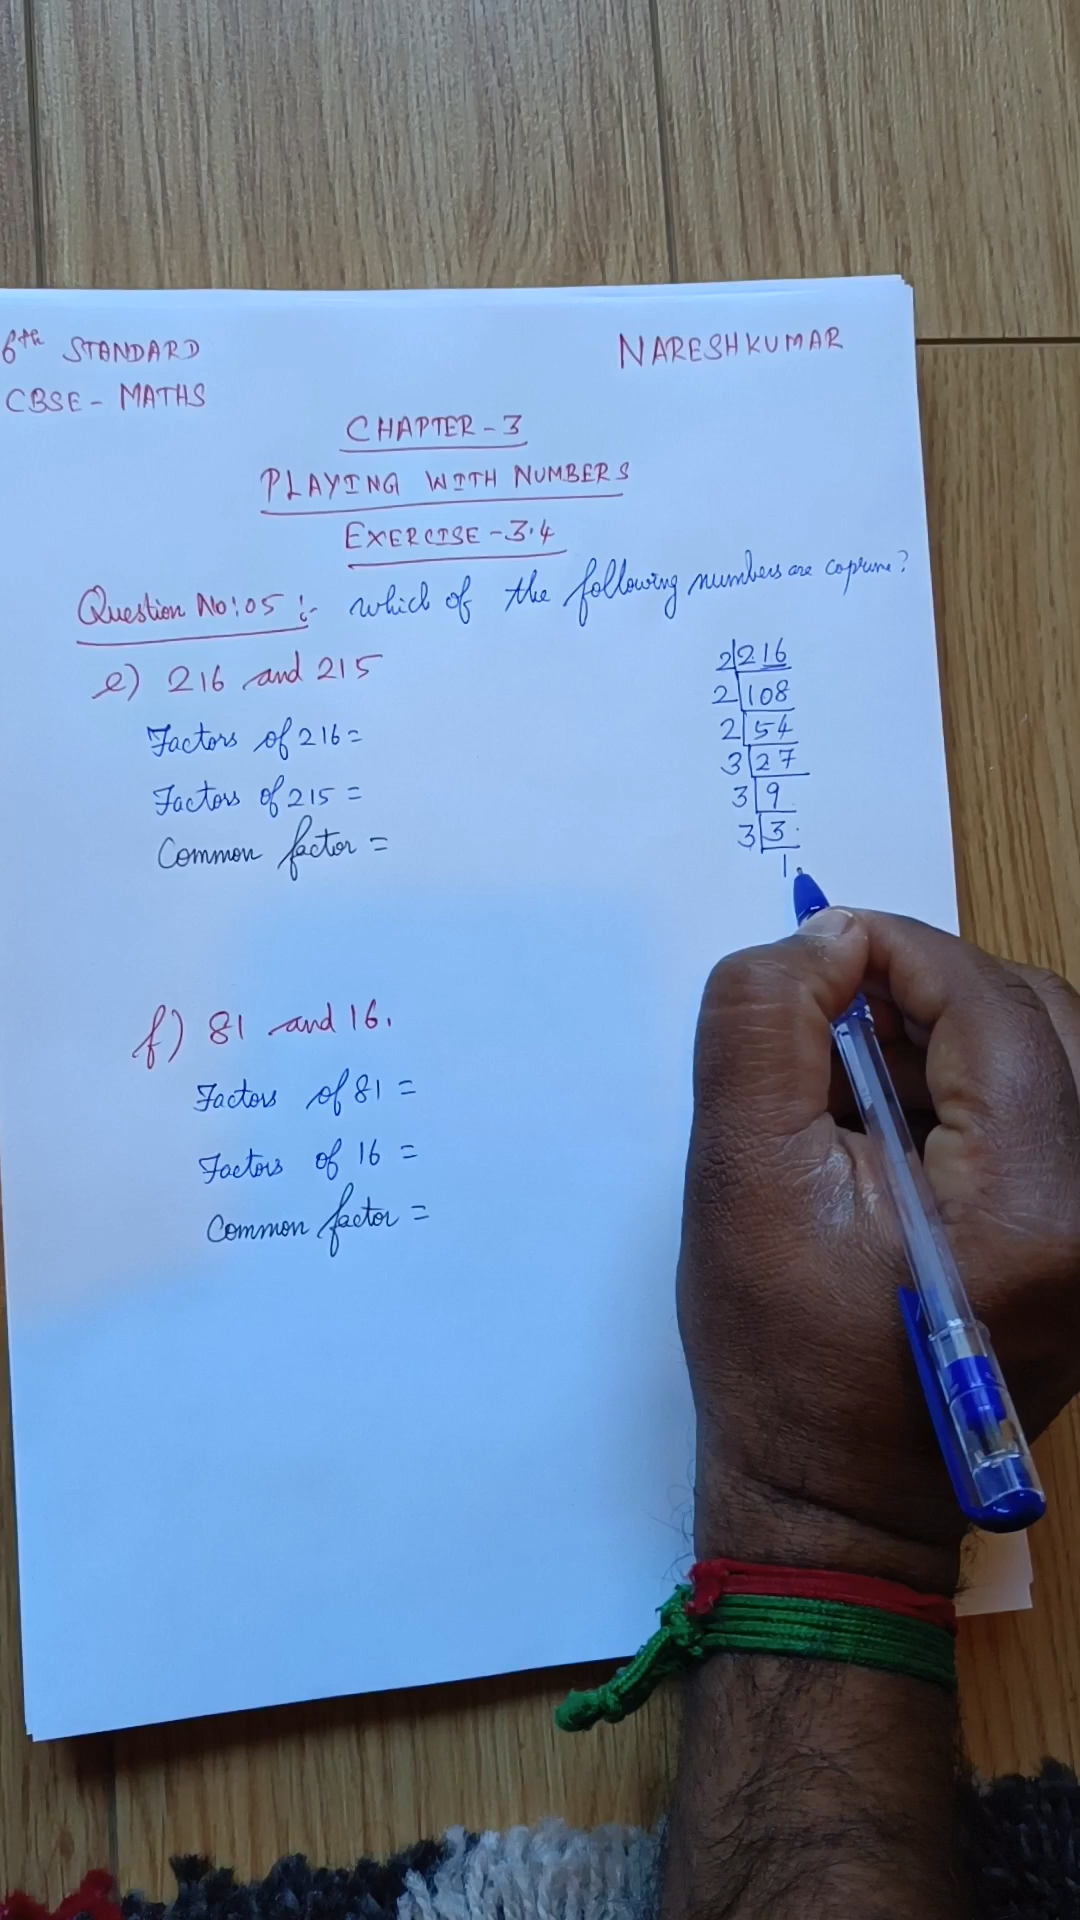 6th STANDARD
NARESHKUMAR
CBSE - MATHS
CHAPTER - 3
PLAYING WITH NUMBERS
EXERCISE - 3.4
Question No: 05 :- which of the following numbers are coprime?
e) 216 and 215
Factors of 216 =
Factors of 215 =
Common factor =
2 216
2 108
2 54
3 27
3 9
3 3
1
f) 81 and 16.
Factors of 81 =
Factors of 16 =
Common factor =